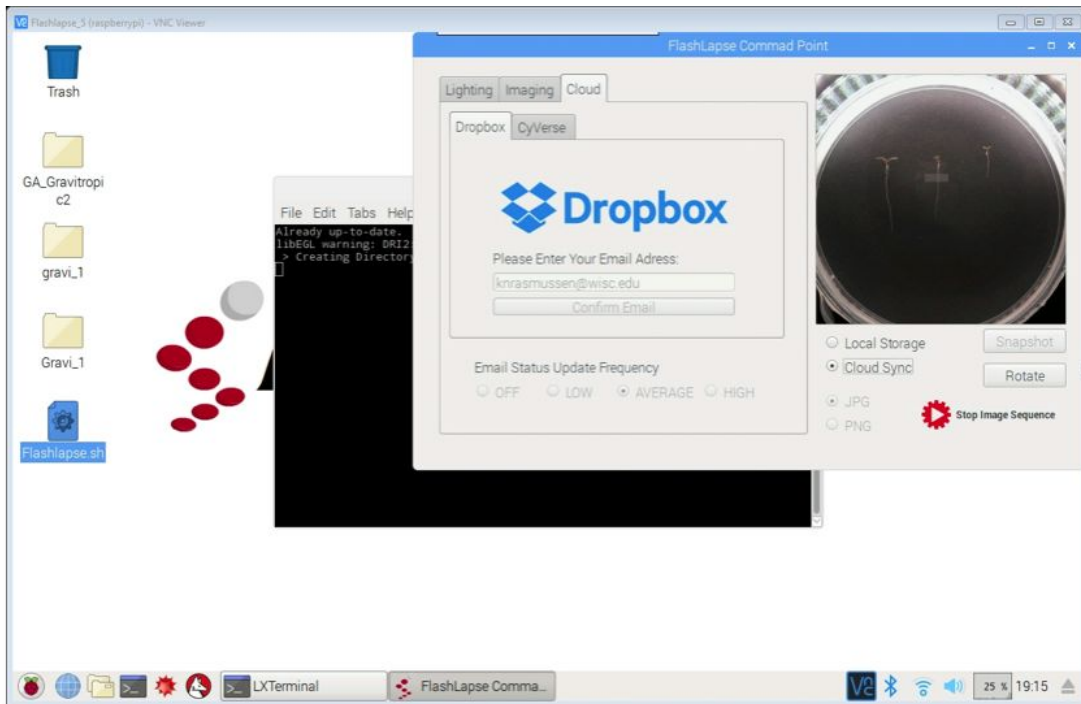 Flashlapse_5 (raspberrypi) - VNC Viewer
Trash
GA_Gravitropi
c2
gravi_1
Gravi_1
Flashlapse.sh
File Edit Tabs Help
Already up-to-date.
libEGL warning: DRI2
> Creating Directory
FlashLapse Commad Point
Lighting Imaging Cloud
Dropbox CyVerse
Dropbox
Please Enter Your Email Adress:
knrasmussen@wisc.edu
Confirm Email
Email Status Update Frequency
OFF LOW AVERAGE HIGH
Local Storage
Snapshot
Cloud Sync
Rotate
JPG
PNG
Stop Image Sequence
LXTerminal
FlashLapse Comma...
25 % 19:15